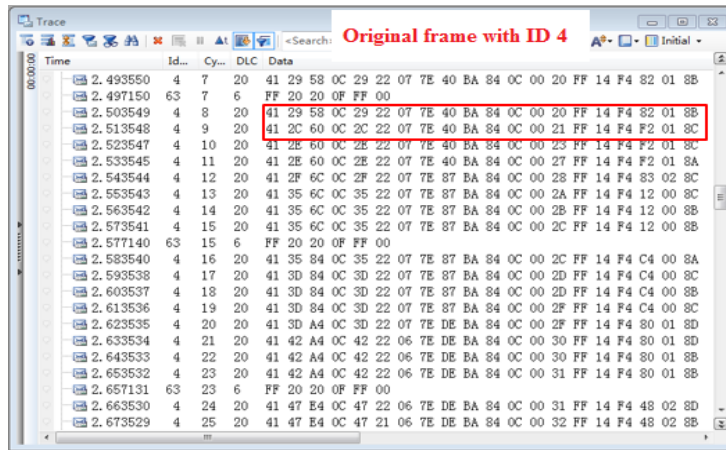 Trace
<Search>
Original frame with ID 4
Initial
Time Id... Cy... DLC Data
00:00:00
2.493550 4 7 20 41 29 58 0C 29 22 07 7E 40 BA 84 0C 00 20 FF 14 F4 82 01 8B
2.497150 63 7 6 FF 20 20 0F FF 00
2.503549 4 8 20 41 29 58 0C 29 22 07 7E 40 BA 84 0C 00 20 FF 14 F4 82 01 8B
2.513548 4 9 20 41 2C 60 0C 2C 22 07 7E 40 BA 84 0C 00 21 FF 14 F4 F2 01 8C
2.523547 4 10 20 41 2E 60 0C 2E 22 07 7E 40 BA 84 0C 00 23 FF 14 F4 F2 01 8C
2.533545 4 11 20 41 2E 60 0C 2E 22 07 7E 40 BA 84 0C 00 27 FF 14 F4 F2 01 8A
2.543544 4 12 20 41 2F 6C 0C 2F 22 07 7E 87 BA 84 0C 00 28 FF 14 F4 83 02 8C
2.553543 4 13 20 41 35 6C 0C 35 22 07 7E 87 BA 84 0C 00 2A FF 14 F4 12 00 8C
2.563542 4 14 20 41 35 6C 0C 35 22 07 7E 87 BA 84 0C 00 2B FF 14 F4 12 00 8B
2.573541 4 15 20 41 35 6C 0C 35 22 07 7E 87 BA 84 0C 00 2C FF 14 F4 12 00 8B
2.577140 63 15 6 FF 20 20 0F FF 00
2.583540 4 16 20 41 35 84 0C 35 22 07 7E 87 BA 84 0C 00 2C FF 14 F4 C4 00 8A
2.593538 4 17 20 41 3D 84 0C 3D 22 07 7E 87 BA 84 0C 00 2D FF 14 F4 C4 00 8C
2.603537 4 18 20 41 3D 84 0C 3D 22 07 7E 87 BA 84 0C 00 2D FF 14 F4 C4 00 8B
2.613536 4 19 20 41 3D 84 0C 3D 22 07 7E 87 BA 84 0C 00 2F FF 14 F4 C4 00 8C
2.623535 4 20 20 41 3D A4 0C 3D 22 07 7E DE BA 84 0C 00 2F FF 14 F4 80 01 8D
2.633534 4 21 20 41 42 A4 0C 42 22 06 7E DE BA 84 0C 00 30 FF 14 F4 80 01 8D
2.643533 4 22 20 41 42 A4 0C 42 22 06 7E DE BA 84 0C 00 30 FF 14 F4 80 01 8B
2.653532 4 23 20 41 42 A4 0C 42 22 06 7E DE BA 84 0C 00 31 FF 14 F4 80 01 8B
2.657131 63 23 6 FF 20 20 0F FF 00
2.663530 4 24 20 41 47 E4 0C 47 22 06 7E DE BA 84 0C 00 31 FF 14 F4 48 02 8D
2.673529 4 25 20 41 47 E4 0C 47 21 06 7E DE BA 84 0C 00 32 FF 14 F4 48 02 8B